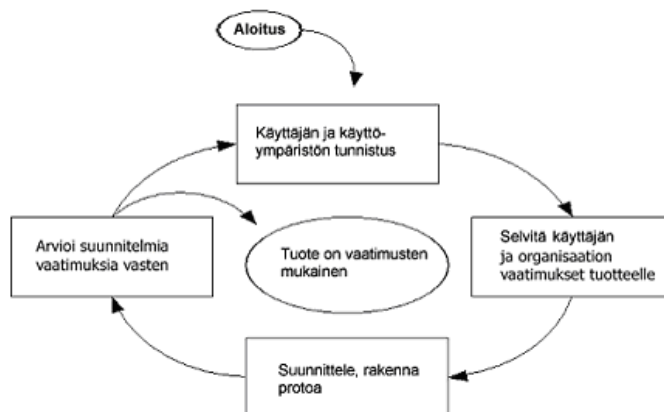 Aloitus
Käyttäjän ja käyttö-
ympäristön tunnistus
Selvitä käyttäjän
ja organisaation
vaatimukset tuotteelle
Suunnittele, rakenna
protoa
Arvioi suunnitelmia
vaatimuksia vasten
Tuote on vaatimusten
mukainen